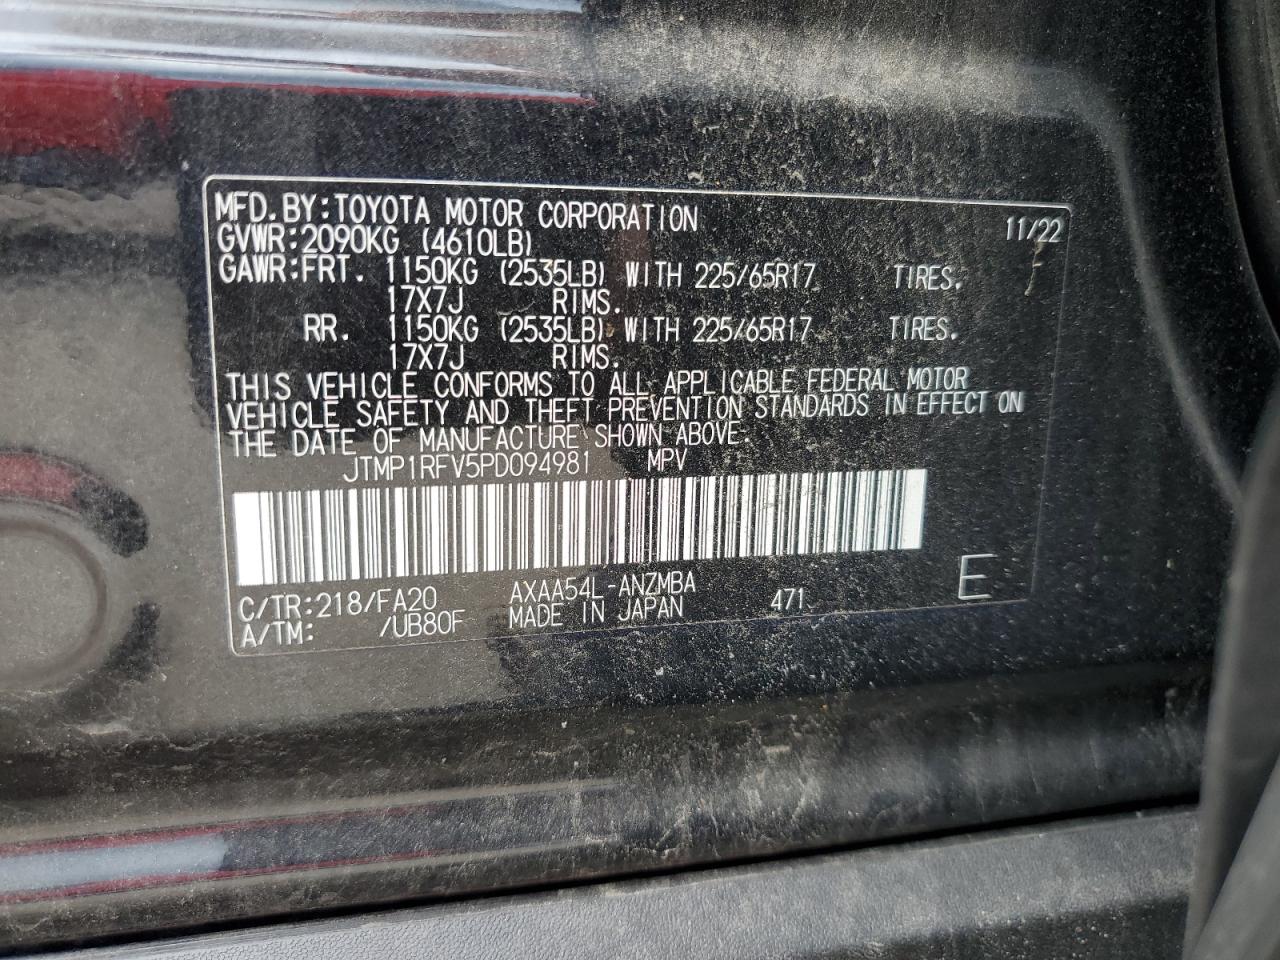 MFD.BY:TOYOTA MOTOR CORPORATION 11/22
GVWR:2090KG (4610LB)
GAWR:FRT. 1150KG (2535LB) WITH 225/65R17 TIRES.
17X7J RIMS.
RR. 1150KG (2535LB) WITH 225/65R17 TIRES.
17X7J RIMS.
THIS VEHICLE CONFORMS TO ALL APPLICABLE FEDERAL MOTOR
VEHICLE SAFETY AND THEFT PREVENTION STANDARDS IN EFFECT ON
THE DATE OF MANUFACTURE SHOWN ABOVE.
JTMP1RFV5PD094981 MPV
C/TR:218/FA20 AXAA54L-ANZMBA E
A/TM: /UB80F MADE IN JAPAN 471